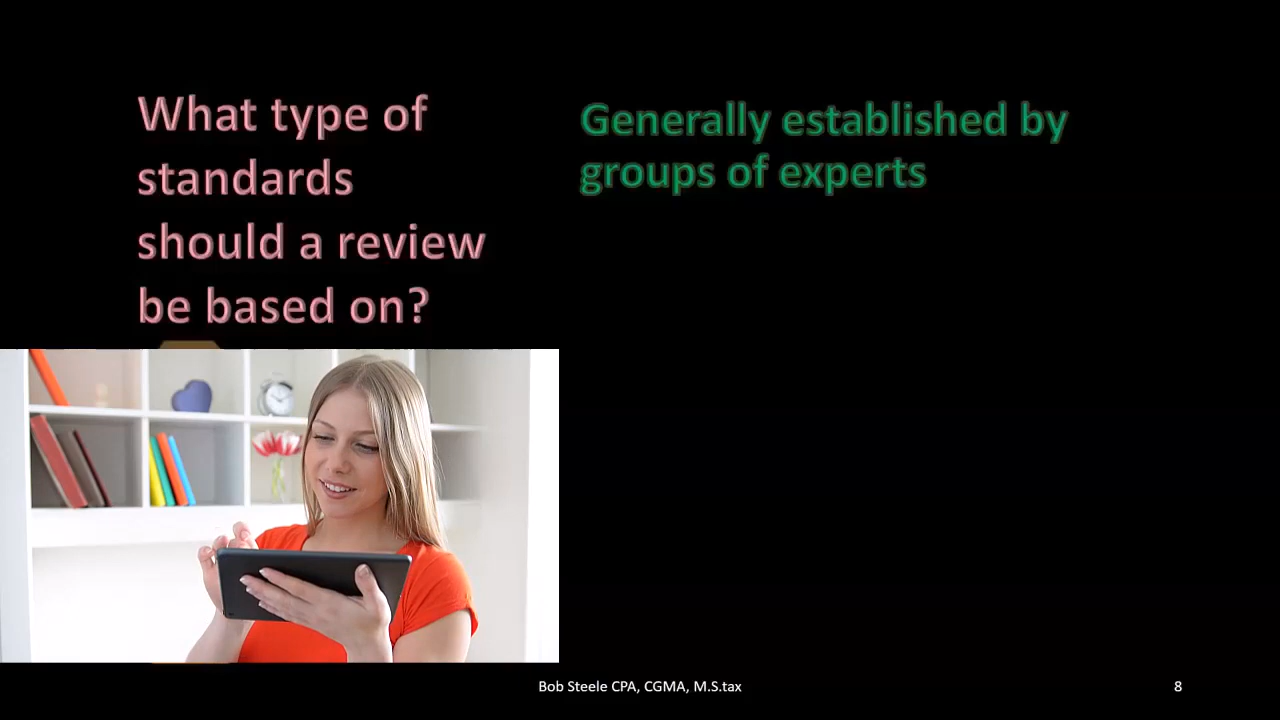 What type of
standards
should a review
be based on?
Generally established by
groups of experts
Bob Steele CPA, CGMA, M.S.tax
8